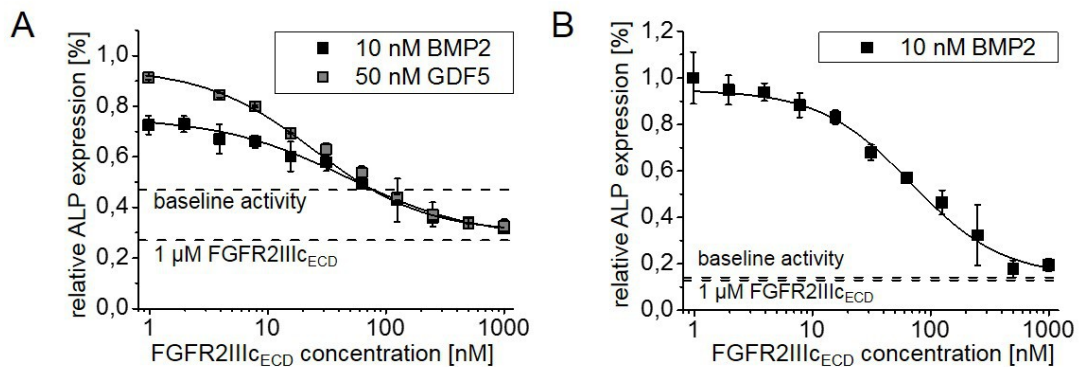 A
relative ALP expression [%]
1,0
0,8
0,6
0,4
0,2
0,0
10 nM BMP2
50 nM GDF5
baseline activity
1 µM FGFR2IIIcECD
1 10 100 1000
FGFR2IIIcECD concentration [nM]
B
relative ALP expression [%]
1,2
1,0
0,8
0,6
0,4
0,2
0,0
10 nM BMP2
baseline activity
1 µM FGFR2IIIcECD
1 10 100 1000
FGFR2IIIcECD concentration [nM]